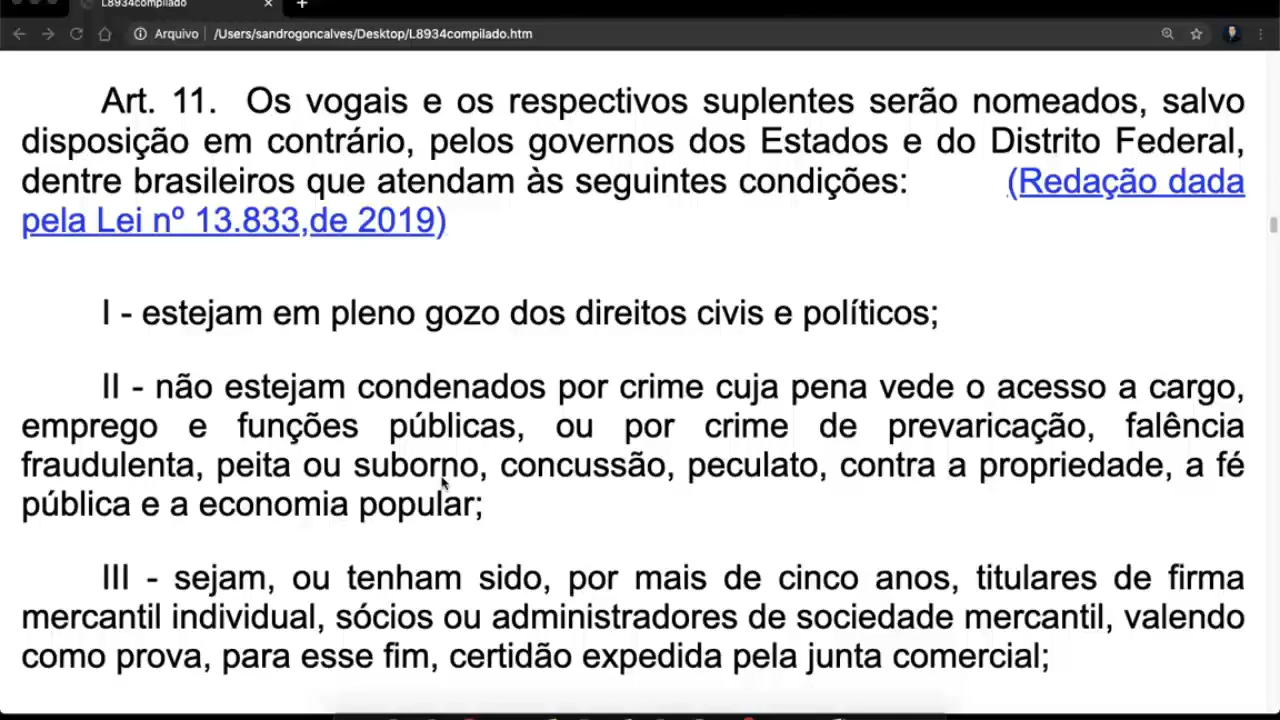 L8934compilado
Arquivo /Users/sandrogoncalves/Desktop/L8934compilado.htm
Art. 11. Os vogais e os respectivos suplentes serão nomeados, salvo
disposição em contrário, pelos governos dos Estados e do Distrito Federal,
dentre brasileiros que atendam às seguintes condições: (Redação dada
pela Lei nº 13.833,de 2019)
I - estejam em pleno gozo dos direitos civis e políticos;
II - não estejam condenados por crime cuja pena vede o acesso a cargo,
emprego e funções públicas, ou por crime de prevaricação, falência
fraudulenta, peita ou suborno, concussão, peculato, contra a propriedade, a fé
pública e a economia popular;
III - sejam, ou tenham sido, por mais de cinco anos, titulares de firma
mercantil individual, sócios ou administradores de sociedade mercantil, valendo
como prova, para esse fim, certidão expedida pela junta comercial;